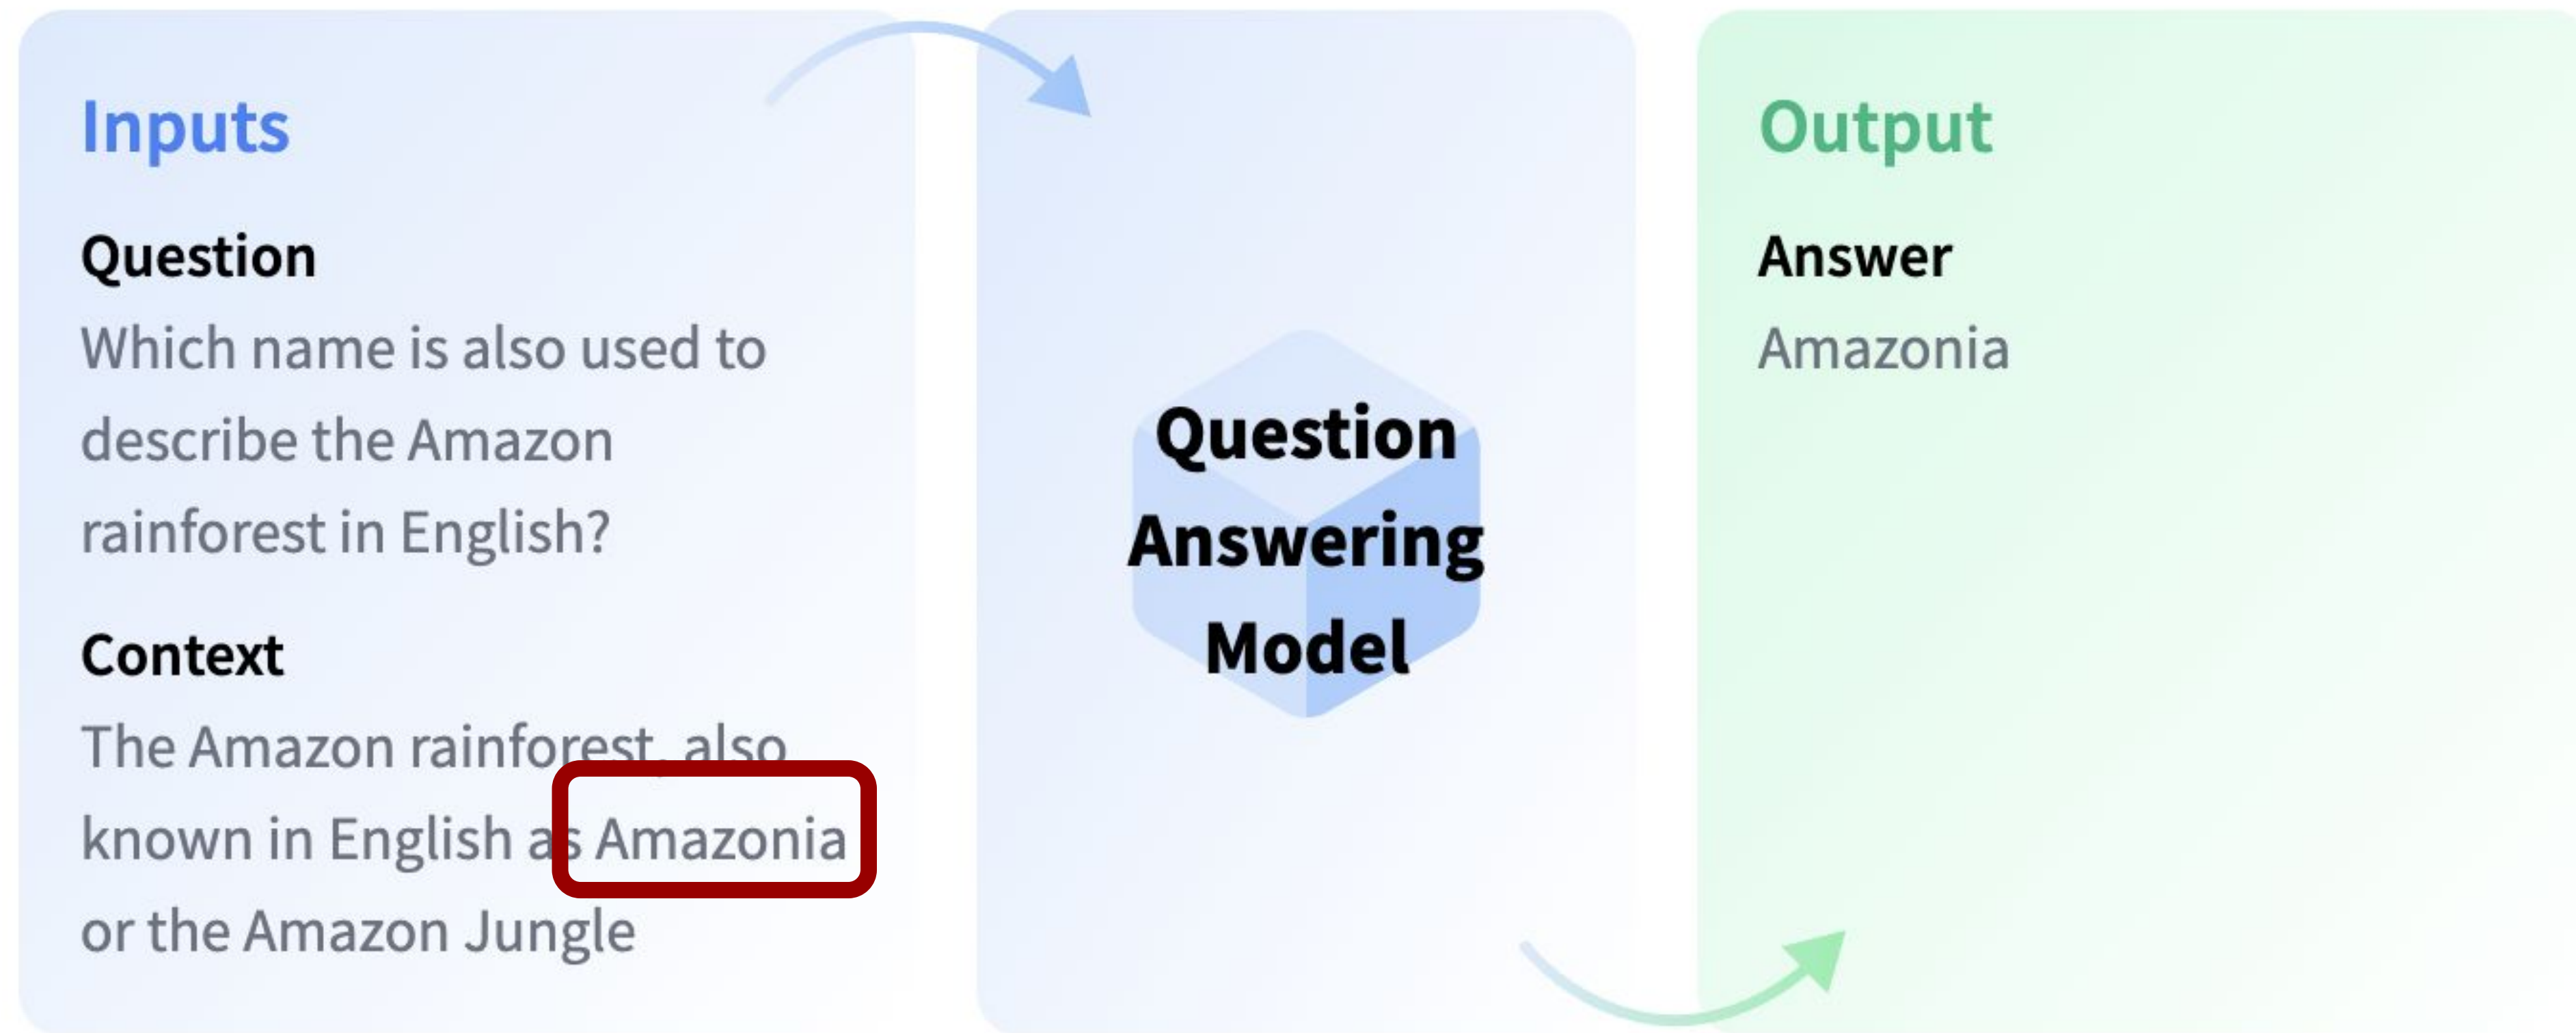 Inputs
Question
Which name is also used to
describe the Amazon
rainforest in English?
Context
The Amazon rainforest, also
known in English as Amazonia
or the Amazon Jungle
Question
Answering
Model
Output
Answer
Amazonia